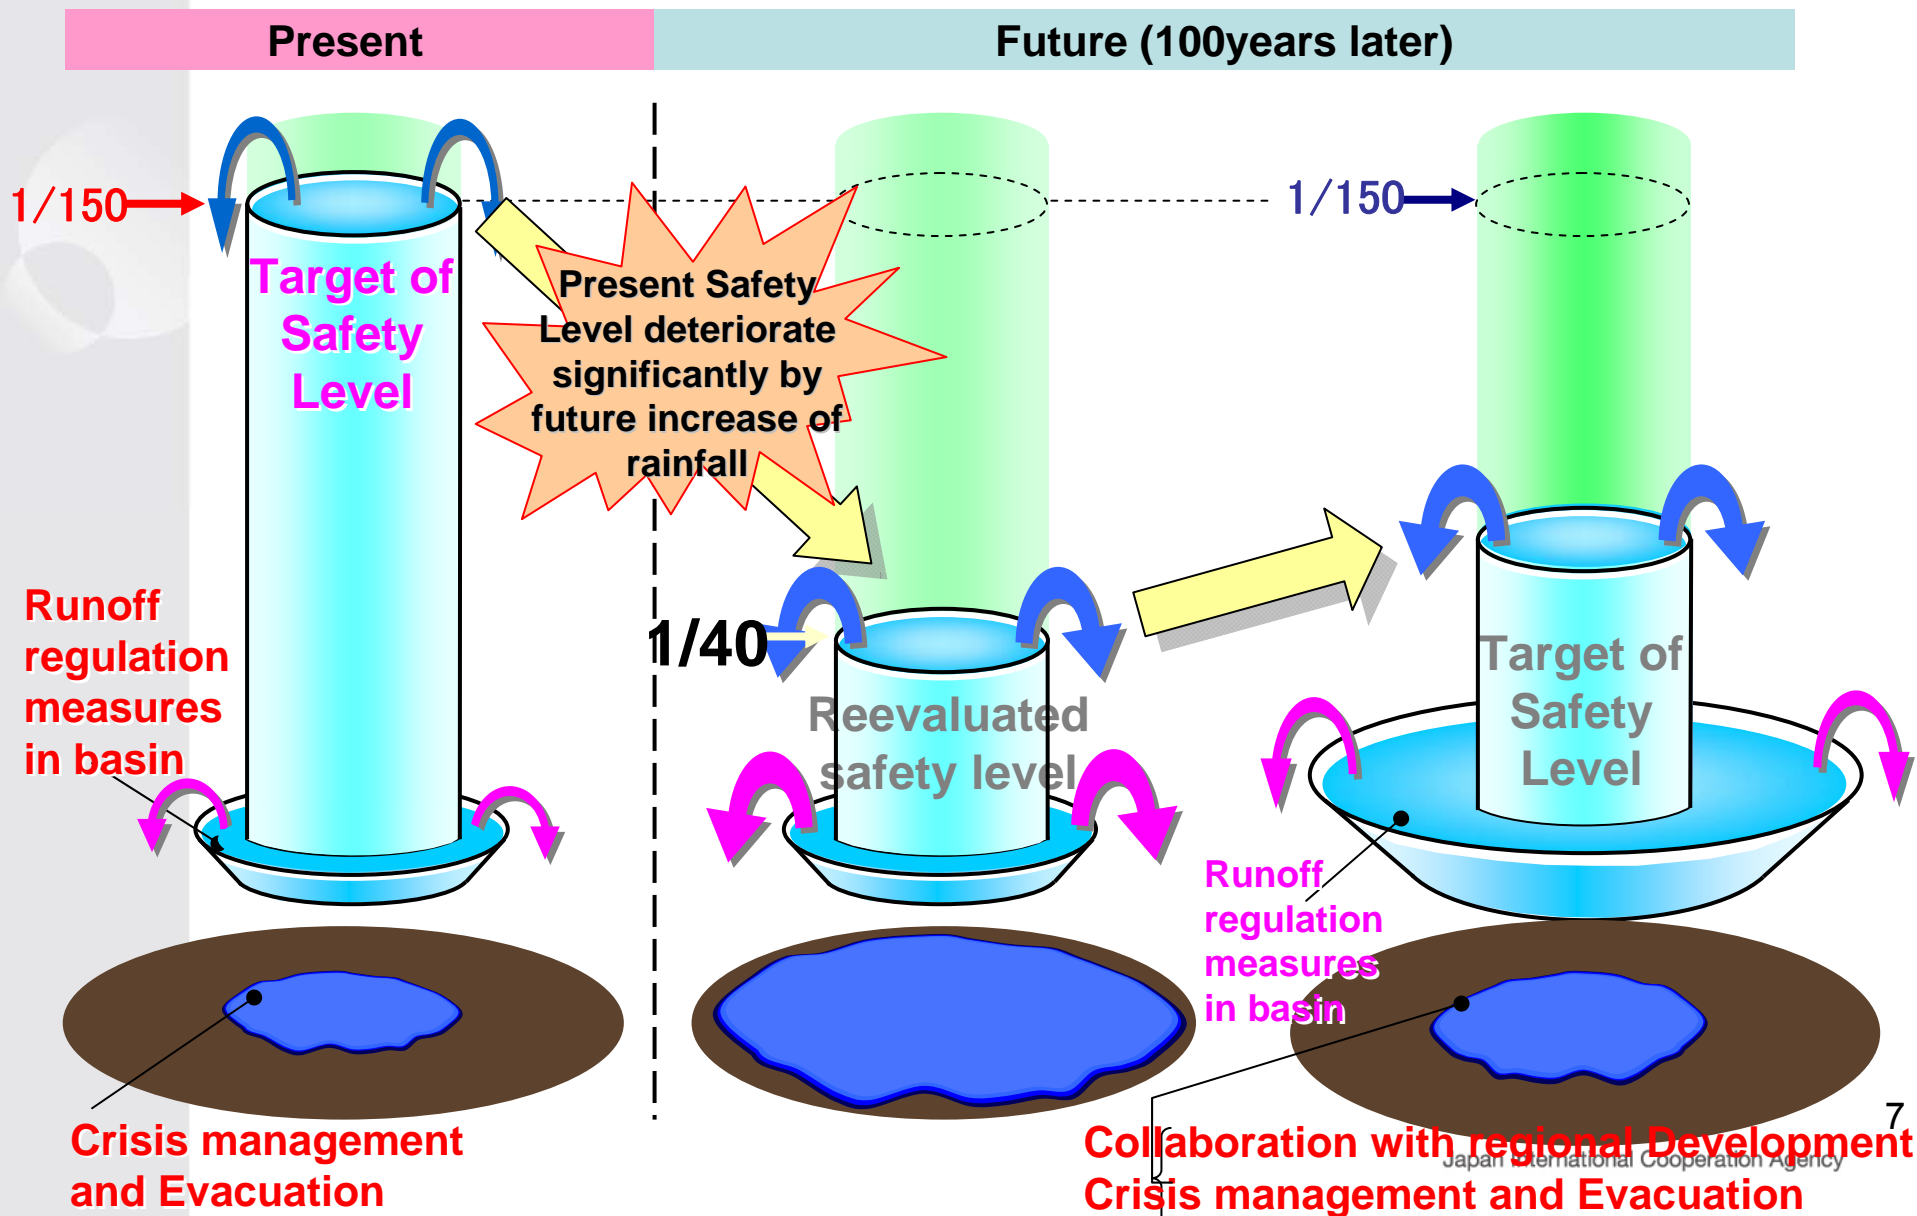 Present
Future (100years later)
1/150
Target of
Safety
Level
Present Safety
Level deteriorate
significantly by
future increase of
rainfall
1/150
Runoff
regulation
measures
in basin
1/40
Reevaluated
safety level
Target of
Safety
Level
Runoff
regulation
measures
in basin
Crisis management
and Evacuation
Collaboration with regional Development
Crisis management and Evacuation
Japan International Cooperation Agency
7